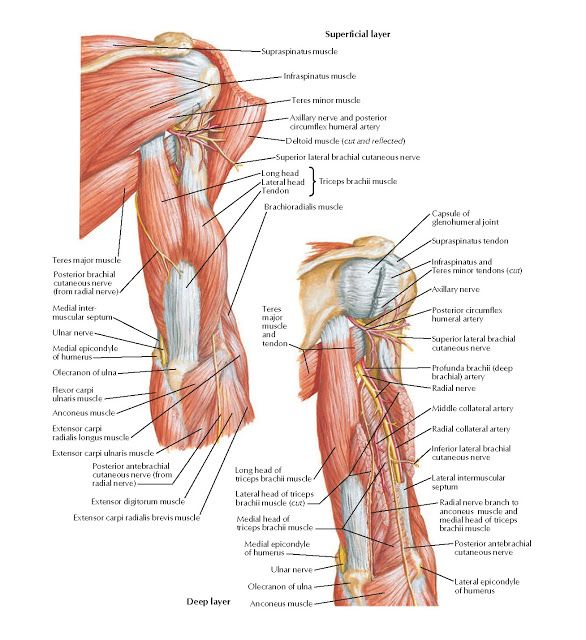 Superficial layer
Supraspinatus muscle
Infraspinatus muscle
Teres minor muscle
Axillary nerve and posterior
circumflex humeral artery
Deltoid muscle (cut and reflected)
Superior lateral brachial cutaneous nerve
Long head
Lateral head
Tendon
Triceps brachii muscle
Brachioradialis muscle
Teres major muscle
Posterior brachial
cutaneous nerve
(from radial nerve)
Medial inter-
muscular septum
Ulnar nerve
Medial epicondyle
of humerus
Olecranon of ulna
Flexor carpi
ulnaris muscle
Anconeus muscle
Extensor carpi
radialis longus muscle
Extensor carpi ulnaris muscle
Posterior antebrachial
cutaneous nerve (from
radial nerve)
Extensor digitorum muscle
Extensor carpi radialis brevis muscle
Capsule of
glenohumeral joint
Supraspinatus tendon
Infraspinatus and
Teres minor tendons (cut)
Axillary nerve
Posterior circumflex
humeral artery
Superior lateral brachial
cutaneous nerve
Profunda brachii (deep
brachial) artery
Radial nerve
Middle collateral artery
Radial collateral artery
Inferior lateral brachial
cutaneous nerve
Lateral intermuscular
septum
Radial nerve branch to
anconeus muscle and
medial head of triceps
brachii muscle
Posterior antebrachial
cutaneous nerve
Lateral epicondyle
of humerus
Teres
major
muscle
and
tendon
Long head of
triceps brachii muscle
Lateral head of triceps
brachii muscle (cut)
Medial head of
triceps brachii muscle
Medial epicondyle
of humerus
Ulnar nerve
Olecranon of ulna
Anconeus muscle
Deep layer